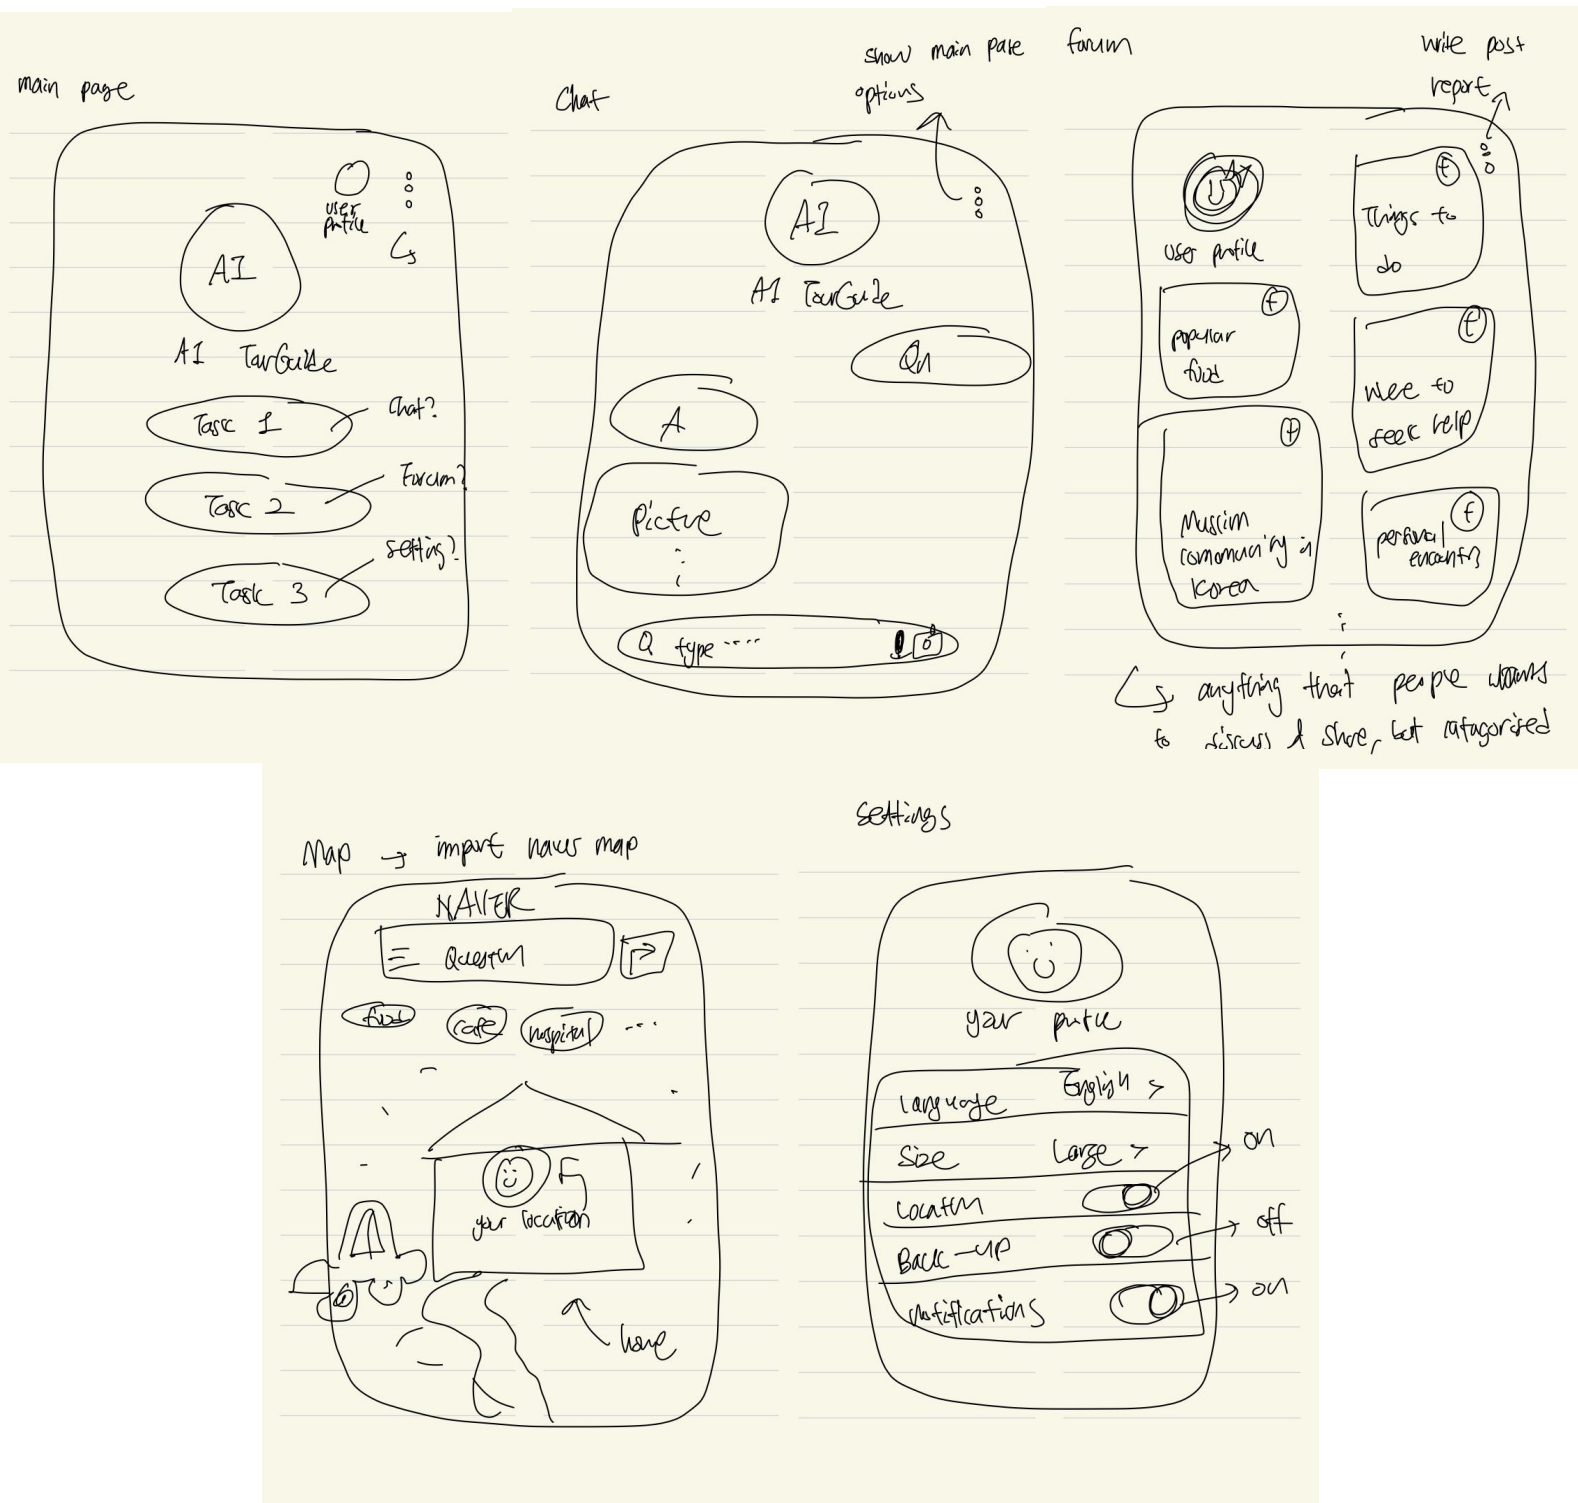 main page
user
profile
AI
AI TourGuide
Task 1
Chat?
Task 2
Forum?
Task 3
Setting?
Chat
show main page
options
AI
AI TourGuide
Qn
A
Picture
Q type ....
forum
write post
report
user profile
Things to
do
popular
food
to
seek help
Muslim
community in
Korea
personal
↳ anything that people wants
to discuss & share, but catagorised
Map → import naver map
NAVER
Question
food
cafe
hospital
...
your location
home
Settings
your profile
Language English >
Size Large >
Location
on
Back-up
off
Notifications
on